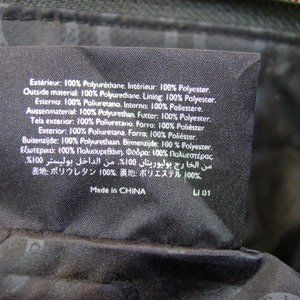 Extérieur: 100% Polyuréthane. Intérieur: 100% Polyester.
Outside material: 100% Polyurethane. Lining: 100% Polyester.
Esterno: 100% Poliuretano. Interno: 100% Poliestere.
Aussenmaterial: 100% Polyurethan. Futter: 100% Polyester.
Tela exterior: 100% Poliuretano. Forro: 100% Poliéster
Exterior: 100% Poliuretano. Forro: 100% Poliéster
Buitenzijde: 100% Polyurethaan. Binnenzijde: 100% Polyester.
Εξωτερικό: 100% Πολυουρεθάνη. Φόδρα: 100% Πολυεστέρας.
من الخارج بوليوريتان 100%. من الداخل بوليستر 100%.
表地: ポリウレタン 100%. 裏地: ポリエステル 100%.
Made in CHINA
LI 01